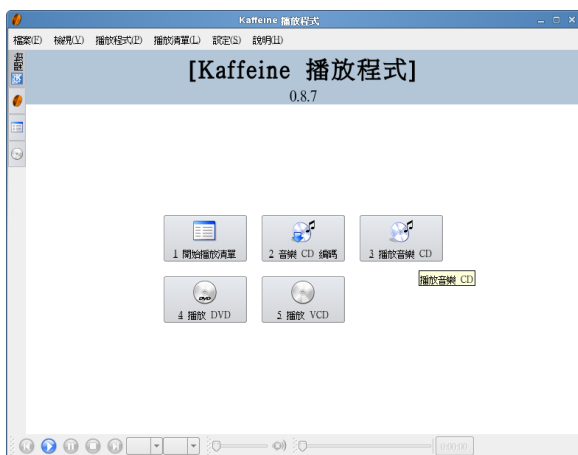 Kaffeine 播放程式
檔案(F) 檢視(V) 播放程式(P) 播放清單(L) 設定(S) 說明(H)
[Kaffeine 播放程式]
0.8.7
1 開始播放清單
2 音樂 CD 編碼
3 播放音樂 CD
播放音樂 CD
DVD
4 播放 DVD
5 播放 VCD
0:00:00